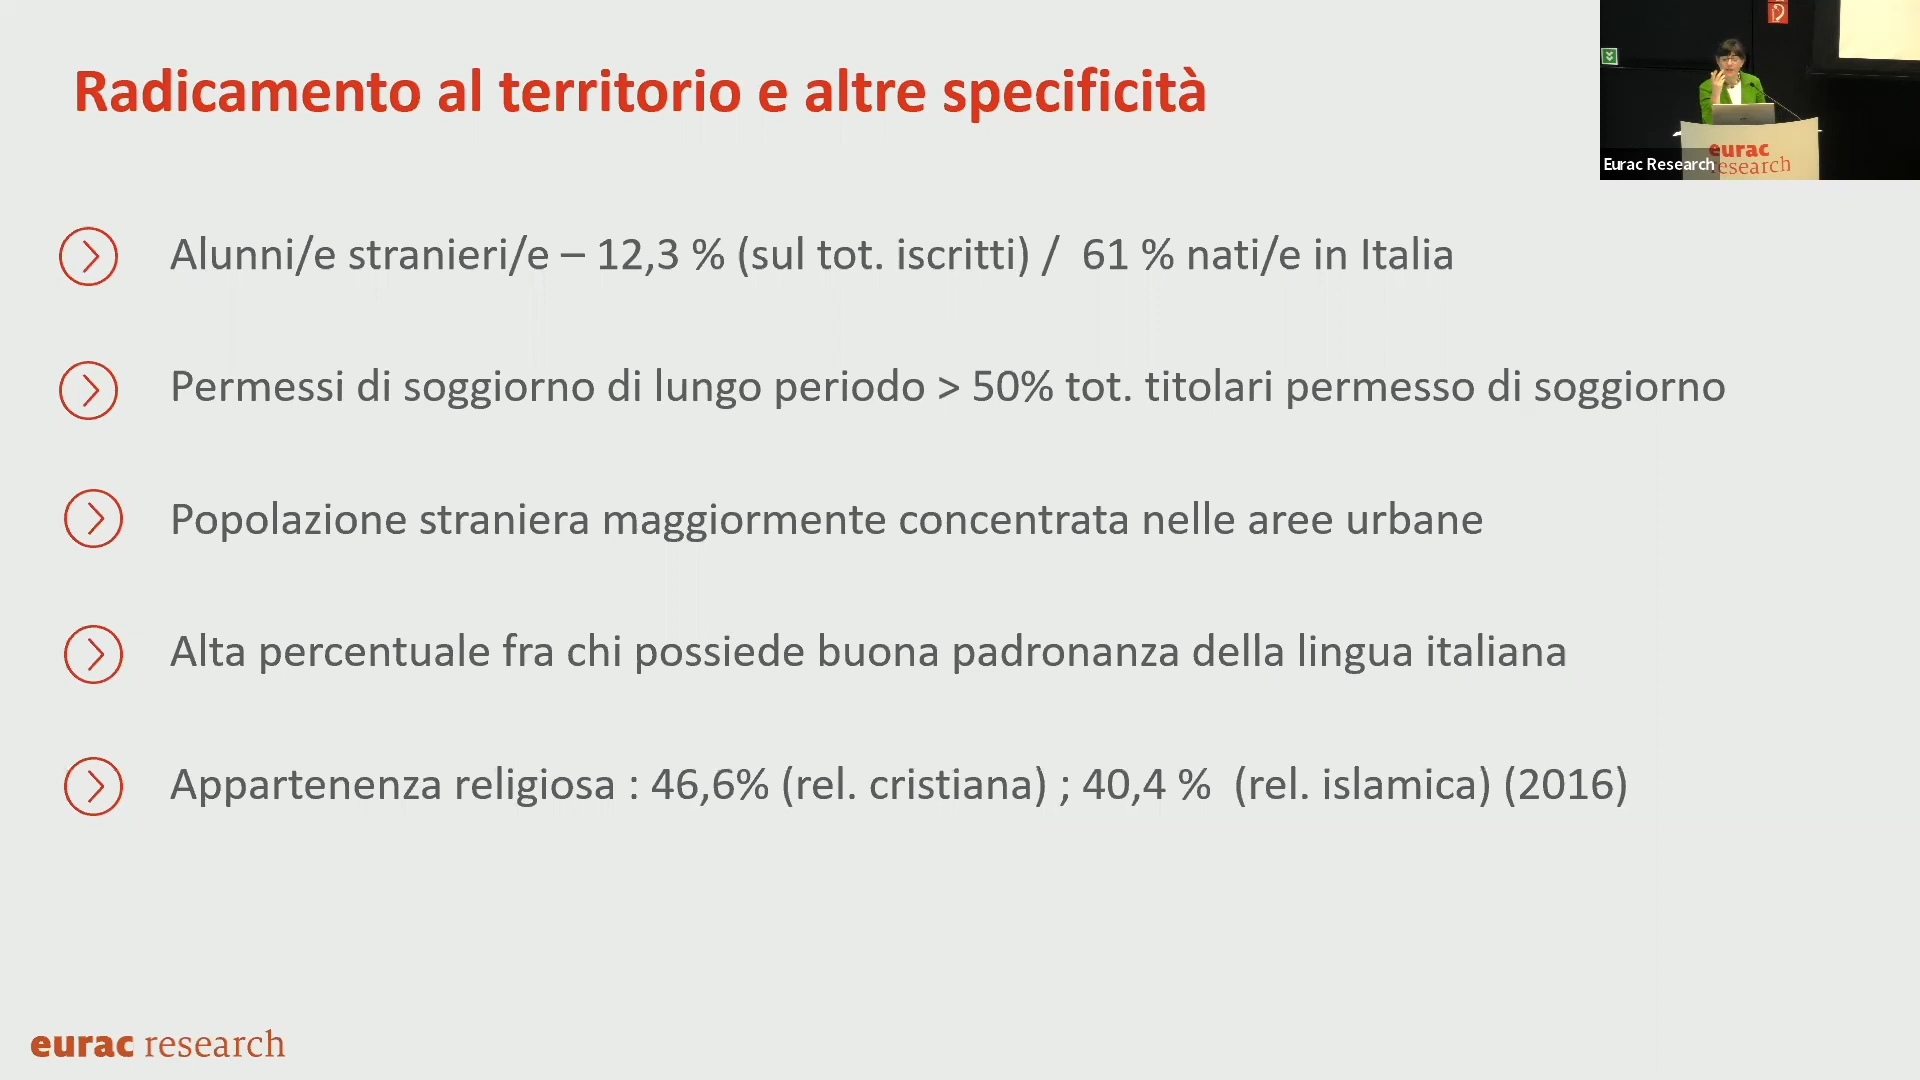 Radicamento al territorio e altre specificità
Alunni/e stranieri/e – 12,3 % (sul tot. iscritti) /  61 % nati/e in Italia
Permessi di soggiorno di lungo periodo > 50% tot. titolari permesso di soggiorno
Popolazione straniera maggiormente concentrata nelle aree urbane
Alta percentuale fra chi possiede buona padronanza della lingua italiana
Appartenenza religiosa : 46,6% (rel. cristiana) ; 40,4 %  (rel. islamica) (2016)
eurac research
eurac
research
Eurac Research